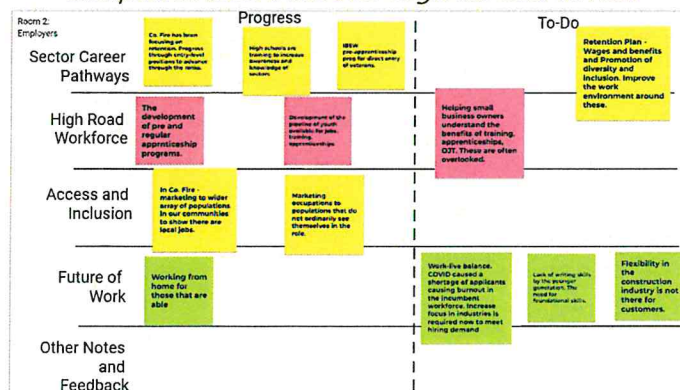 Room 2:
Employers
Progress
To-Do
Sector Career
Pathways
Co. Fire has been
focusing on
retention. Progress
through entry-level
positions to advance
through the ranks.
High schools are
training to increase
awareness and
knowledge of
sectors
IBEW
pre-apprenticeship
prep for direct entry
of veterans.
Retention Plan -
Wages and benefits
and Promotion of
diversity and
inclusion. Improve
the work
environment around
these.
High Road
Workforce
The
development
of pre and
regular
apprenticeship
programs.
Development of the
pipeline of youth
available for jobs,
training,
apprenticeships
Helping small
business owners
understand the
benefits of training,
apprenticeships,
OJT. These are often
overlooked.
Access and
Inclusion
In Co. Fire -
marketing to wider
array of populations
in our communities
to show there are
local jobs.
Marketing
occupations to
populations that do
not ordinarily see
themselves in the
role.
Future of
Work
Working from
home for
those that are
able
Work-live balance.
COVID caused a
shortage of applicants
causing burnout in
the incumbent
workforce. Increase
focus in industries is
required now to meet
hiring demand
Lack of writing skills
by the younger
generation. The
need for
foundational skills.
Flexibility in
the
construction
industry is not
there for
customers.
Other Notes
and
Feedback